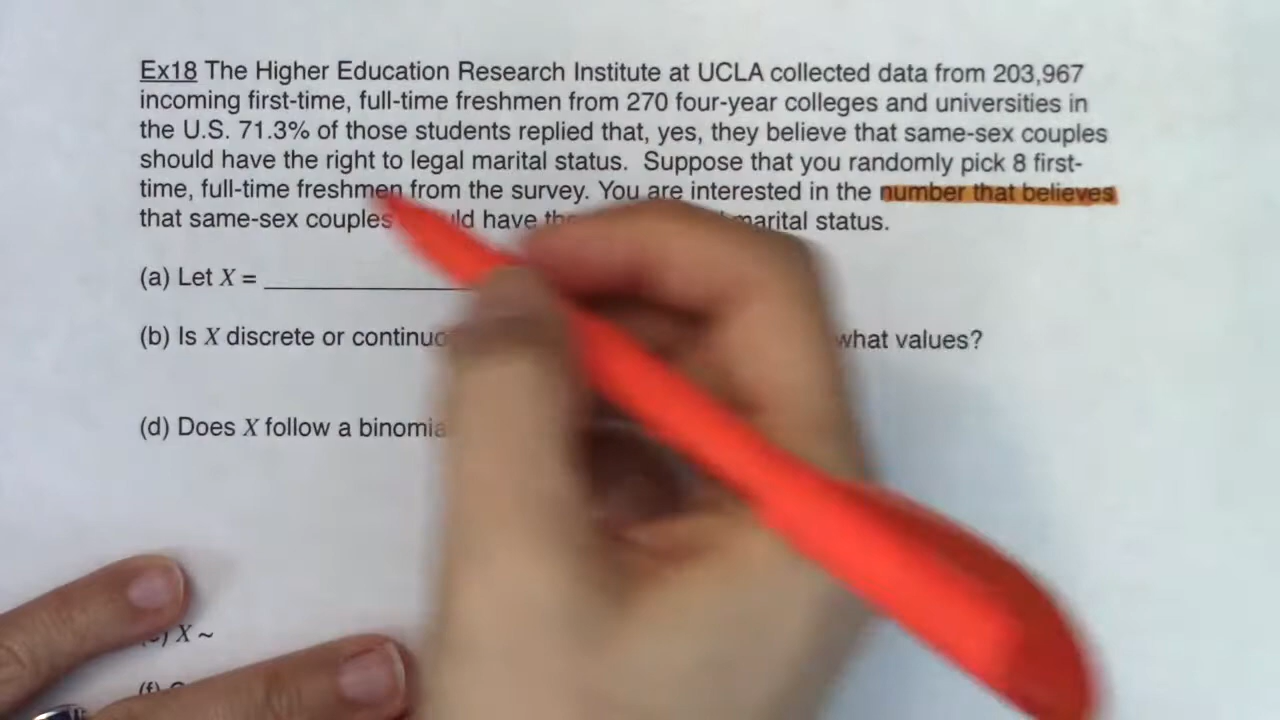 Ex18 The Higher Education Research Institute at UCLA collected data from 203,967
incoming first-time, full-time freshmen from 270 four-year colleges and universities in
the U.S. 71.3% of those students replied that, yes, they believe that same-sex couples
should have the right to legal marital status. Suppose that you randomly pick 8 first-
time, full-time freshmen from the survey. You are interested in the number that believes
that same-sex couples have marital status.
(a) Let X =
(b) Is X discrete or what values?
(d) Does X follow a
X ~